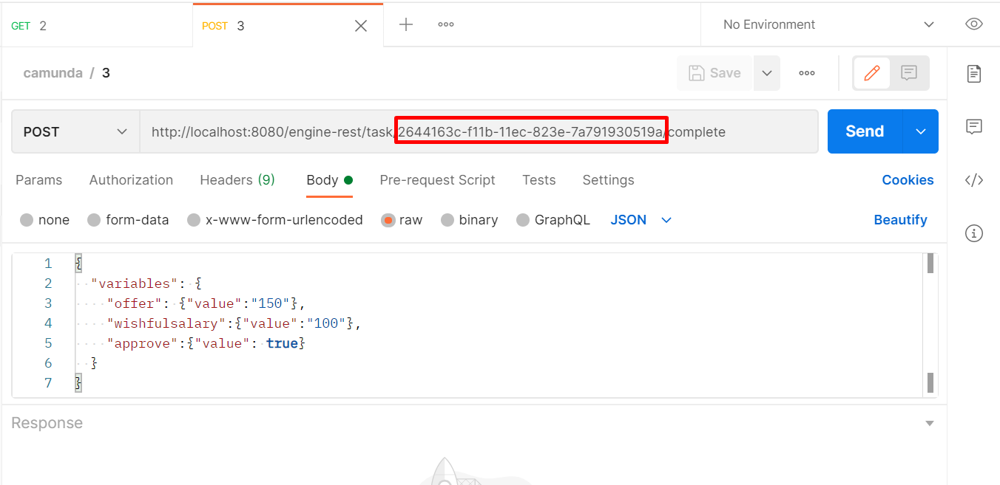 GET 2 POST 3 No Environment
camunda / 3 Save
POST http://localhost:8080/engine-rest/task/2644163c-f11b-11ec-823e-7a791930519a/complete Send
Params Authorization Headers (9) Body Pre-request Script Tests Settings Cookies
none form-data x-www-form-urlencoded raw binary GraphQL JSON Beautify
1 {
2 "variables": {
3 "offer": {"value":"150"},
4 "wishfulsalary":{"value":"100"},
5 "approve":{"value": true}
6 }
7 }
Response